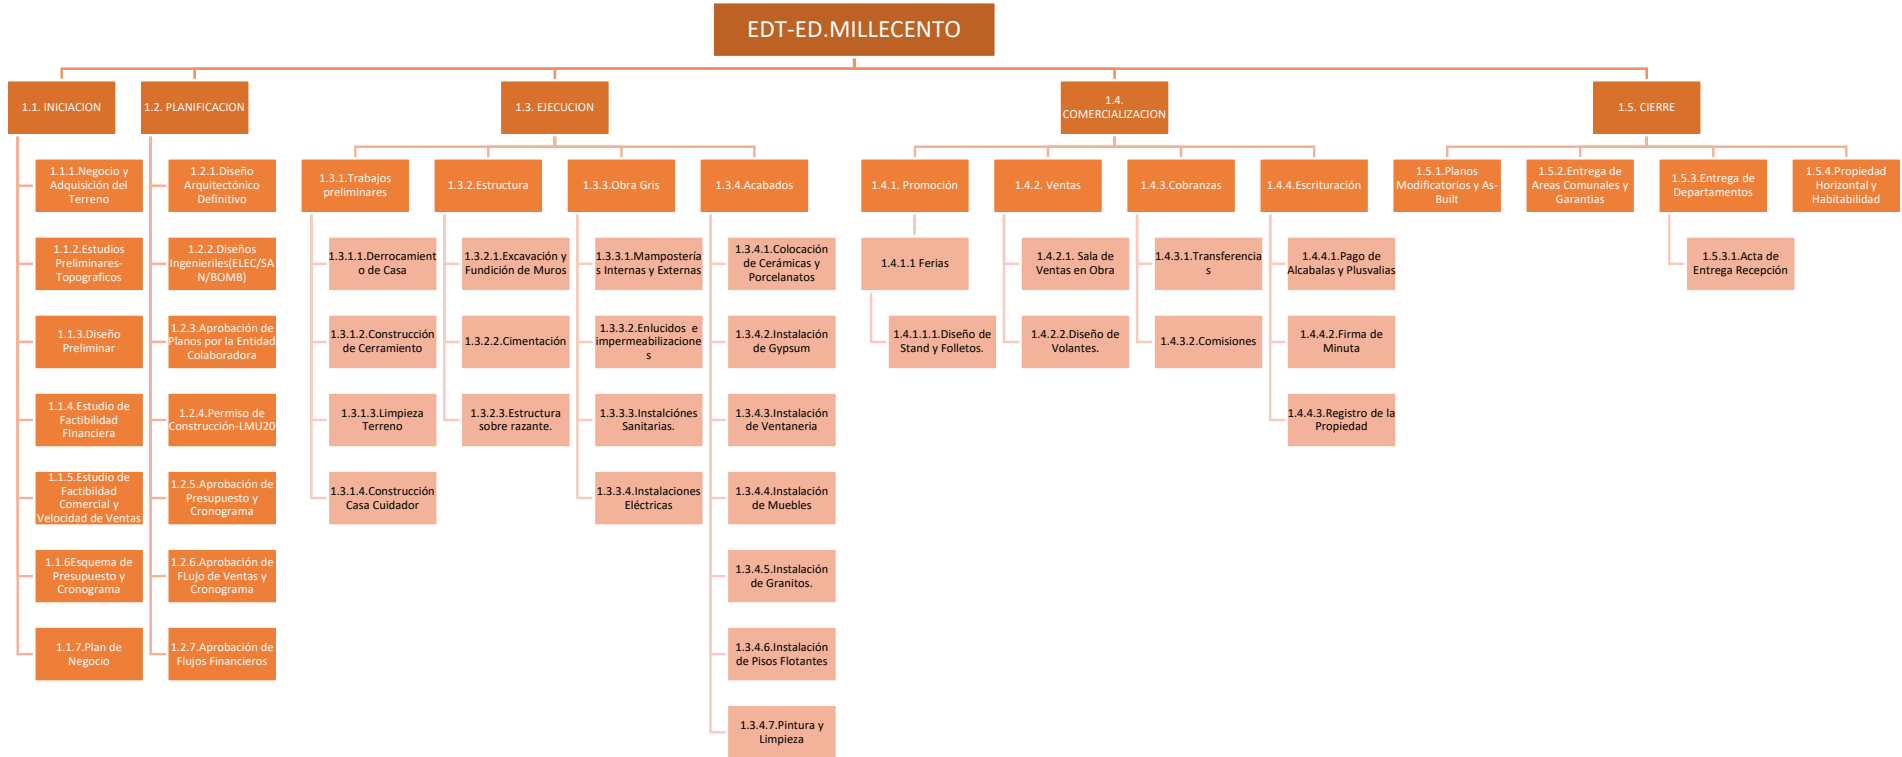 EDT-ED.MILLECENTO
1.1. INICIACION
1.2. PLANIFICACION
1.3. EJECUCION
1.4.
COMERCIALIZACION
1.5. CIERRE
1.1.1.Negocio y
Adquisición del
Terreno
1.1.2.Estudios
Preliminares-
Topograficos
1.1.3.Diseño
Preliminar
1.1.4.Estudio de
Factibilidad
FInanciera
1.1.5.Estudio de
Factibildad
Comercial y
Velocidad de Ventas
1.1.6Esquema de
Presupuesto y
Cronograma
1.1.7.Plan de
Negocio
1.2.1.Diseño
Arquitectónico
Definitivo
1.2.2.Diseños
Ingenieriles(ELEC/SA
N/BOMB)
1.2.3.Aprobación de
Planos por la Entidad
Colaboradora
1.2.4.Permiso de
Construcción-LMU20
1.2.5.Aprobación de
Presupuesto y
Cronograma
1.2.6.Aprobación de
FLujo de Ventas y
Cronograma
1.2.7.Aprobación de
Flujos Financieros
1.3.1.Trabajos
preliminares
1.3.1.1.Derrocamient
o de Casa
1.3.1.2.Construcción
de Cerramiento
1.3.1.3.Limpieza
Terreno
1.3.1.4.Construcción
Casa Cuidador
1.3.2.Estructura
1.3.2.1.Excavación y
Fundición de Muros
1.3.2.2.Cimentación
1.3.2.3.Estructura
sobre razante.
1.3.3.Obra Gris
1.3.3.1.Mampostería
s Internas y Externas
1.3.3.2.Enlucidos e
impermeabilizacione
s
1.3.3.3.Instalciónes
Sanitarias.
1.3.3.4.Instalaciones
Eléctricas
1.3.4.Acabados
1.3.4.1.Colocación
de Cerámicas y
Porcelanatos
1.3.4.2.Instalación
de Gypsum
1.3.4.3.Instalación
de Ventaneria
1.3.4.4.Instalación
de Muebles
1.3.4.5.Instalación
de Granitos.
1.3.4.6.Instalación
de Pisos Flotantes
1.3.4.7.Pintura y
Limpieza
1.4.1. Promoción
1.4.1.1 Ferias
1.4.1.1.1.Diseño de
Stand y Folletos.
1.4.2. Ventas
1.4.2.1. Sala de
Ventas en Obra
1.4.2.2.Diseño de
Volantes.
1.4.3.Cobranzas
1.4.3.1.Transferencia
s
1.4.3.2.Comisiones
1.4.4.Escrituración
1.4.4.1.Pago de
Alcabalas y Plusvalias
1.4.4.2.Firma de
Minuta
1.4.4.3.Registro de la
Propiedad
1.5.1.Planos
Modificatorios y As-
Built
1.5.2.Entrega de
Areas Comunales y
Garantias
1.5.3.Entrega de
Departamentos
1.5.3.1.Acta de
Entrega Recepción
1.5.4.Propiedad
Horizontal y
Habitabilidad